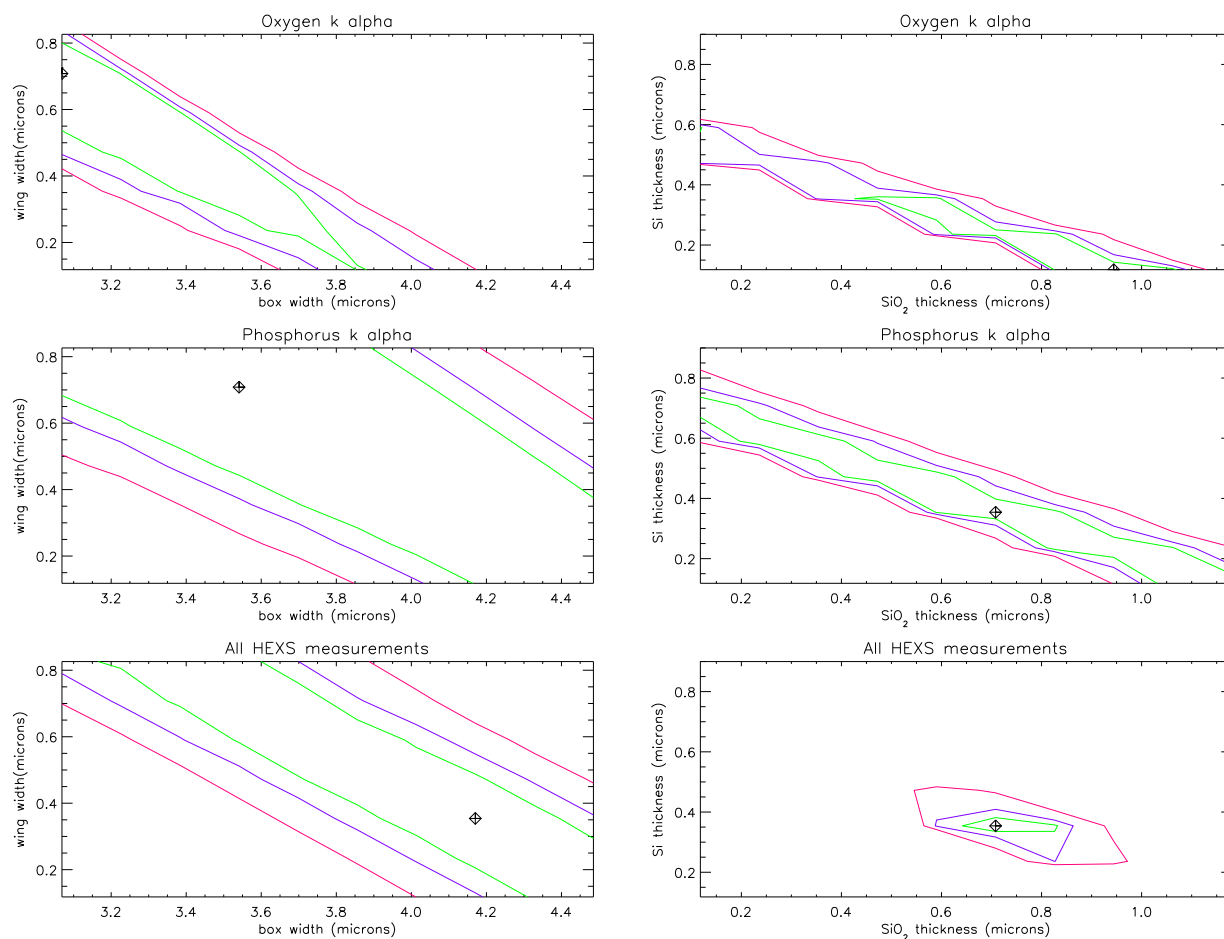 Oxygen k alpha
wing width(microns)
0.8
0.6
0.4
0.2
3.2 3.4 3.6 3.8 4.0 4.2 4.4
box width (microns)
Oxygen k alpha
Si thickness (microns)
0.8
0.6
0.4
0.2
0.2 0.4 0.6 0.8 1.0
SiO2 thickness (microns)
Phosphorus k alpha
wing width(microns)
0.8
0.6
0.4
0.2
3.2 3.4 3.6 3.8 4.0 4.2 4.4
box width (microns)
Phosphorus k alpha
Si thickness (microns)
0.8
0.6
0.4
0.2
0.2 0.4 0.6 0.8 1.0
SiO2 thickness (microns)
All HEXS measurements
wing width(microns)
0.8
0.6
0.4
0.2
3.2 3.4 3.6 3.8 4.0 4.2 4.4
box width (microns)
All HEXS measurements
Si thickness (microns)
0.8
0.6
0.4
0.2
0.2 0.4 0.6 0.8 1.0
SiO2 thickness (microns)